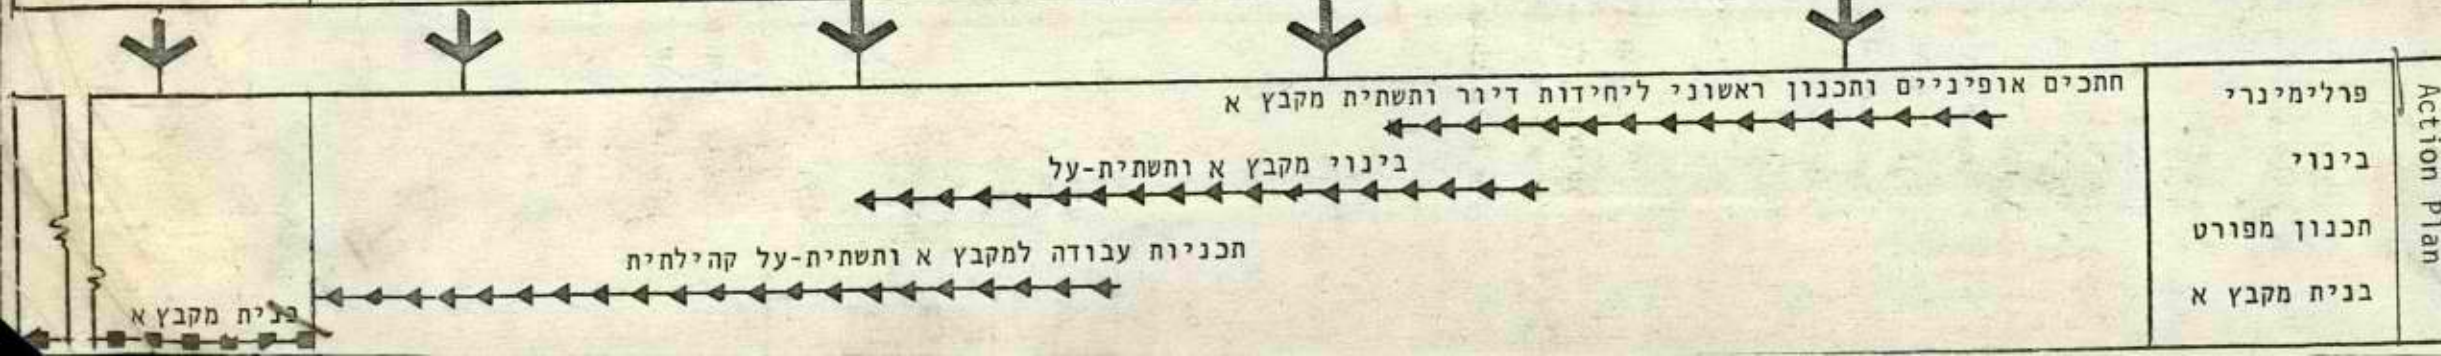 Action Plan
פרלימינרי
חתכים אופיניים ותכנון ראשוני ליחידות דיור ותשתית מקבץ א
בינוי
בינוי מקבץ א ותשתית-על
תכנון מפורט
תכניות עבודה למקבץ א ותשתית-על קהילתית
בנית מקבץ א
בנית מקבץ א